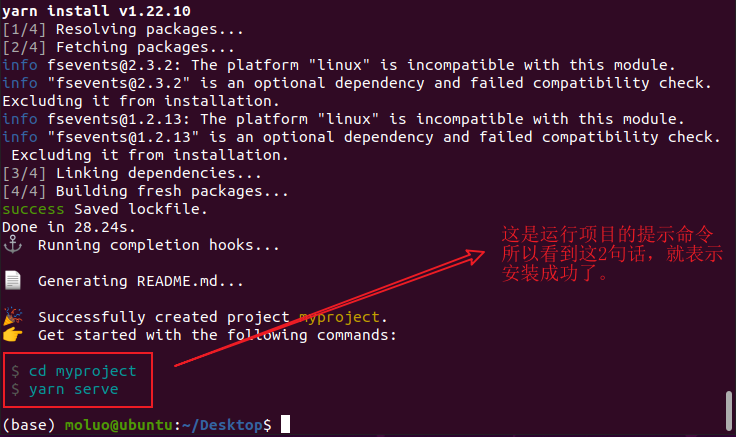 yarn install v1.22.10
[1/4] Resolving packages...
[2/4] Fetching packages...
info fsevents@2.3.2: The platform "linux" is incompatible with this module.
info "fsevents@2.3.2" is an optional dependency and failed compatibility check.
Excluding it from installation.
info fsevents@1.2.13: The platform "linux" is incompatible with this module.
info "fsevents@1.2.13" is an optional dependency and failed compatibility check.
Excluding it from installation.
[3/4] Linking dependencies...
[4/4] Building fresh packages...
success Saved lockfile.
Done in 28.24s.
⚓ Running completion hooks...
📄 Generating README.md...
🎉 Successfully created project myproject.
👉 Get started with the following commands:
$ cd myproject
$ yarn serve
(base) moluo@ubuntu:~/Desktop$
这是运行项目的提示命令
所以看到这2句话，就表示
安装成功了。